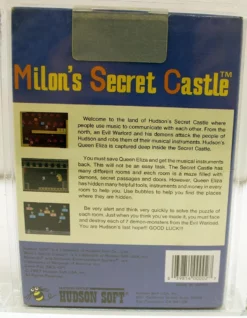 Milon's Secret Castle™
Welcome to the land of Hudson's Secret Castle where
people use music to communicate with each other. From the
north, an Evil Warlord and his demons attack the people of
Hudson and robs them of their musical instruments. Hudson's
Queen Eliza is captured deep inside the Secret Castle.
You must save Queen Eliza and get the musical instruments
back. This will not be an easy task. The Secret Castle has
many different rooms and each room is a maze filled with
demons, secret passages and doors. However, Queen Eliza
has hidden many helpful tools, instruments and money in every
room to help you. Use bubbles to help you find the places
where they are hidden.
Be very alert and think very quickly to solve the puzzle of
each room. Just when you think you've made it, you must face
and destroy each of 7 demon monsters from the Evil Warlord.
You are Hudson's last hope!! GOOD LUCK!!
HUDSON SOFT